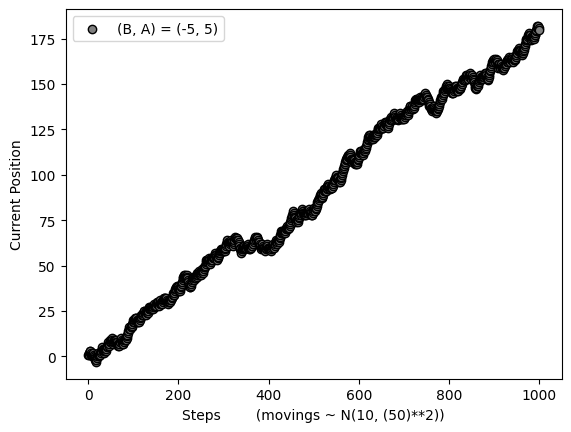 (B, A) = (-5, 5)
175
150
125
100
75
50
25
0
Current Position
0 200 400 600 800 1000
Steps (movings ~ N(10, (50)**2))